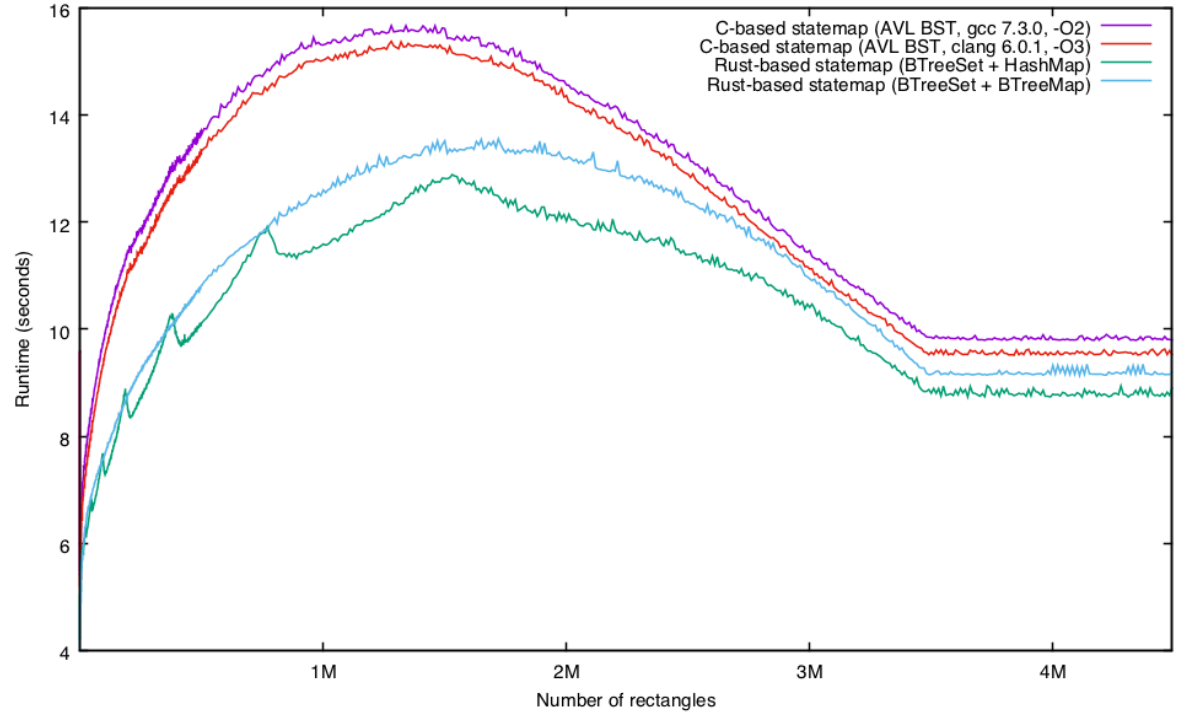 16
14
12
10
8
6
4
Runtime (seconds)
C-based statemap (AVL BST, gcc 7.3.0, -O2)
C-based statemap (AVL BST, clang 6.0.1, -O3)
Rust-based statemap (BTreeSet + HashMap)
Rust-based statemap (BTreeSet + BTreeMap)
1M
2M
3M
4M
Number of rectangles